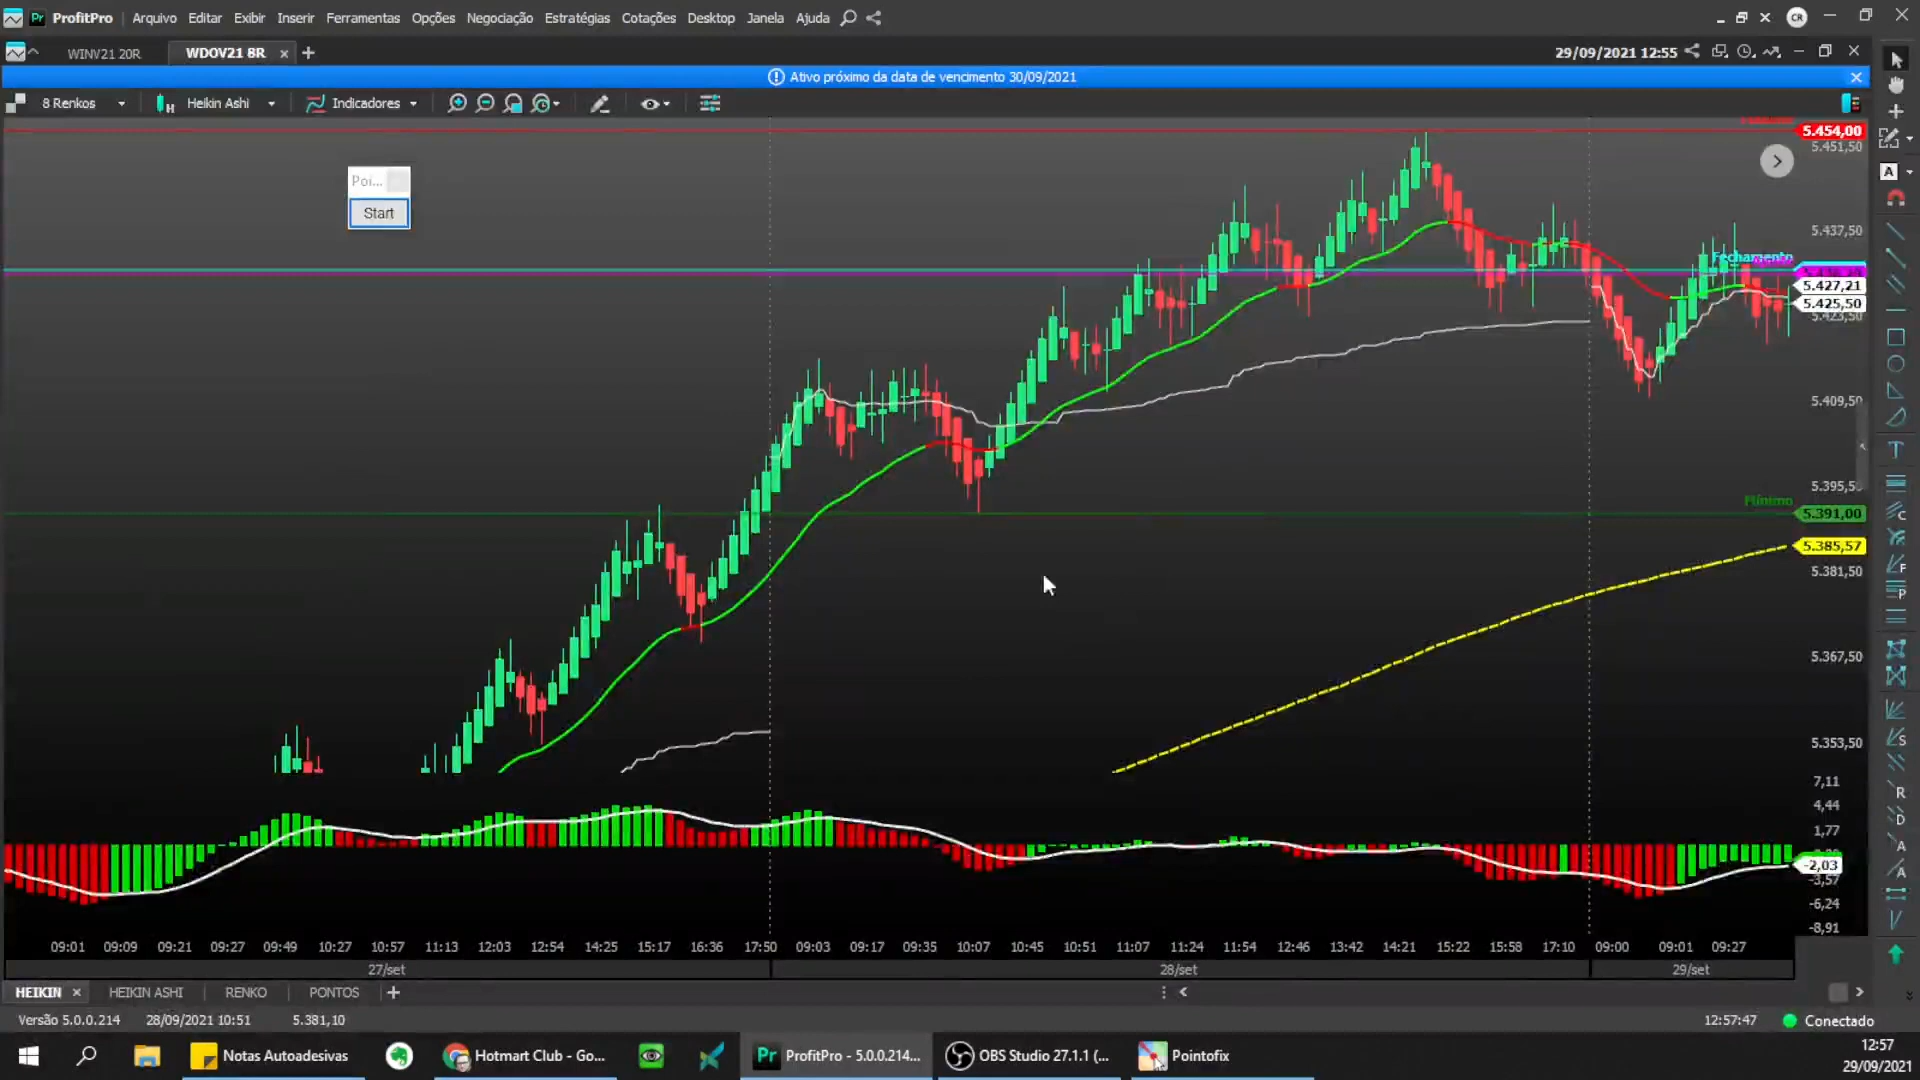 Pr ProfitPro Arquivo Editar Exibir Inserir Ferramentas Opções Negociação Estratégias Cotações Desktop Janela Ajuda CR
WINV21 20R WDOV21 8R 29/09/2021 12:55
Ativo próximo da data de vencimento 30/09/2021
8 Renkos H Heikin Ashi Indicadores
Poi...
Start
5.454,00
5.451,50
5.437,50
Fechamento
5.427,21
5.425,50
5.423,50
5.409,50
5.395,50
Mínimo
5.391,00
5.385,57
5.381,50
5.367,50
5.353,50
7,11
4,44
1,77
-2,03
-3,57
-6,24
-8,91
09:01 09:09 09:21 09:27 09:49 10:27 10:57 11:13 12:03 12:54 14:25 15:17 16:36 17:50 09:03 09:17 09:35 10:07 10:45 10:51 11:07 11:24 11:54 12:46 13:42 14:21 15:22 15:58 17:10 09:00 09:01 09:27
27/set 28/set 29/set
HEIKIN HEIKIN ASHI RENKO PONTOS
Versão 5.0.0.214 28/09/2021 10:51 5.381,10 12:57:47 Conectado
Notas Autoadesivas Hotmart Club - Go... Pr ProfitPro - 5.0.0.214... OBS Studio 27.1.1 (... Pointofix
12:57
29/09/2021